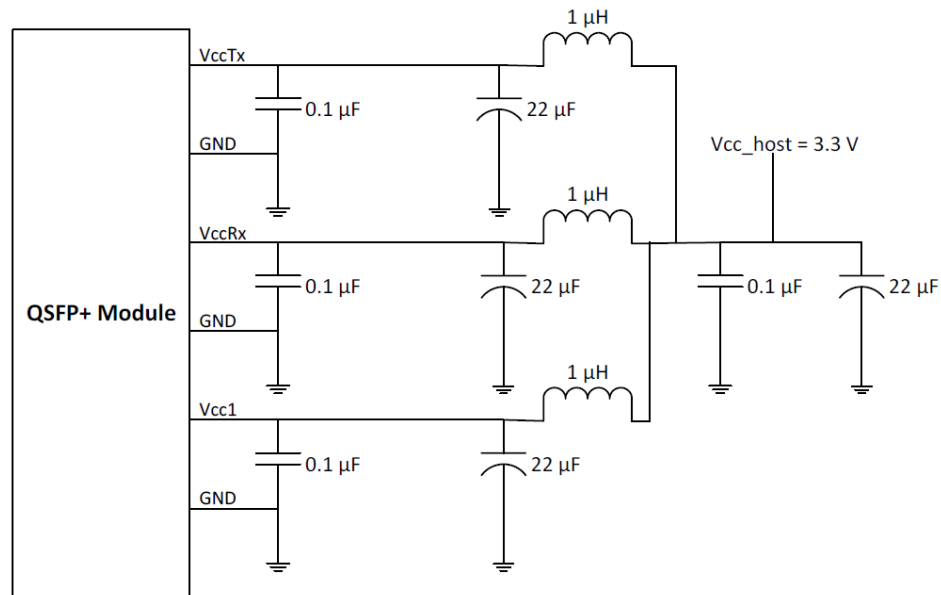 1 µH
VccTx
0.1 µF
22 µF
GND
Vcc_host = 3.3 V
1 µH
VccRx
0.1 µF
22 µF
0.1 µF
22 µF
QSFP+ Module
GND
1 µH
Vcc1
0.1 µF
22 µF
GND